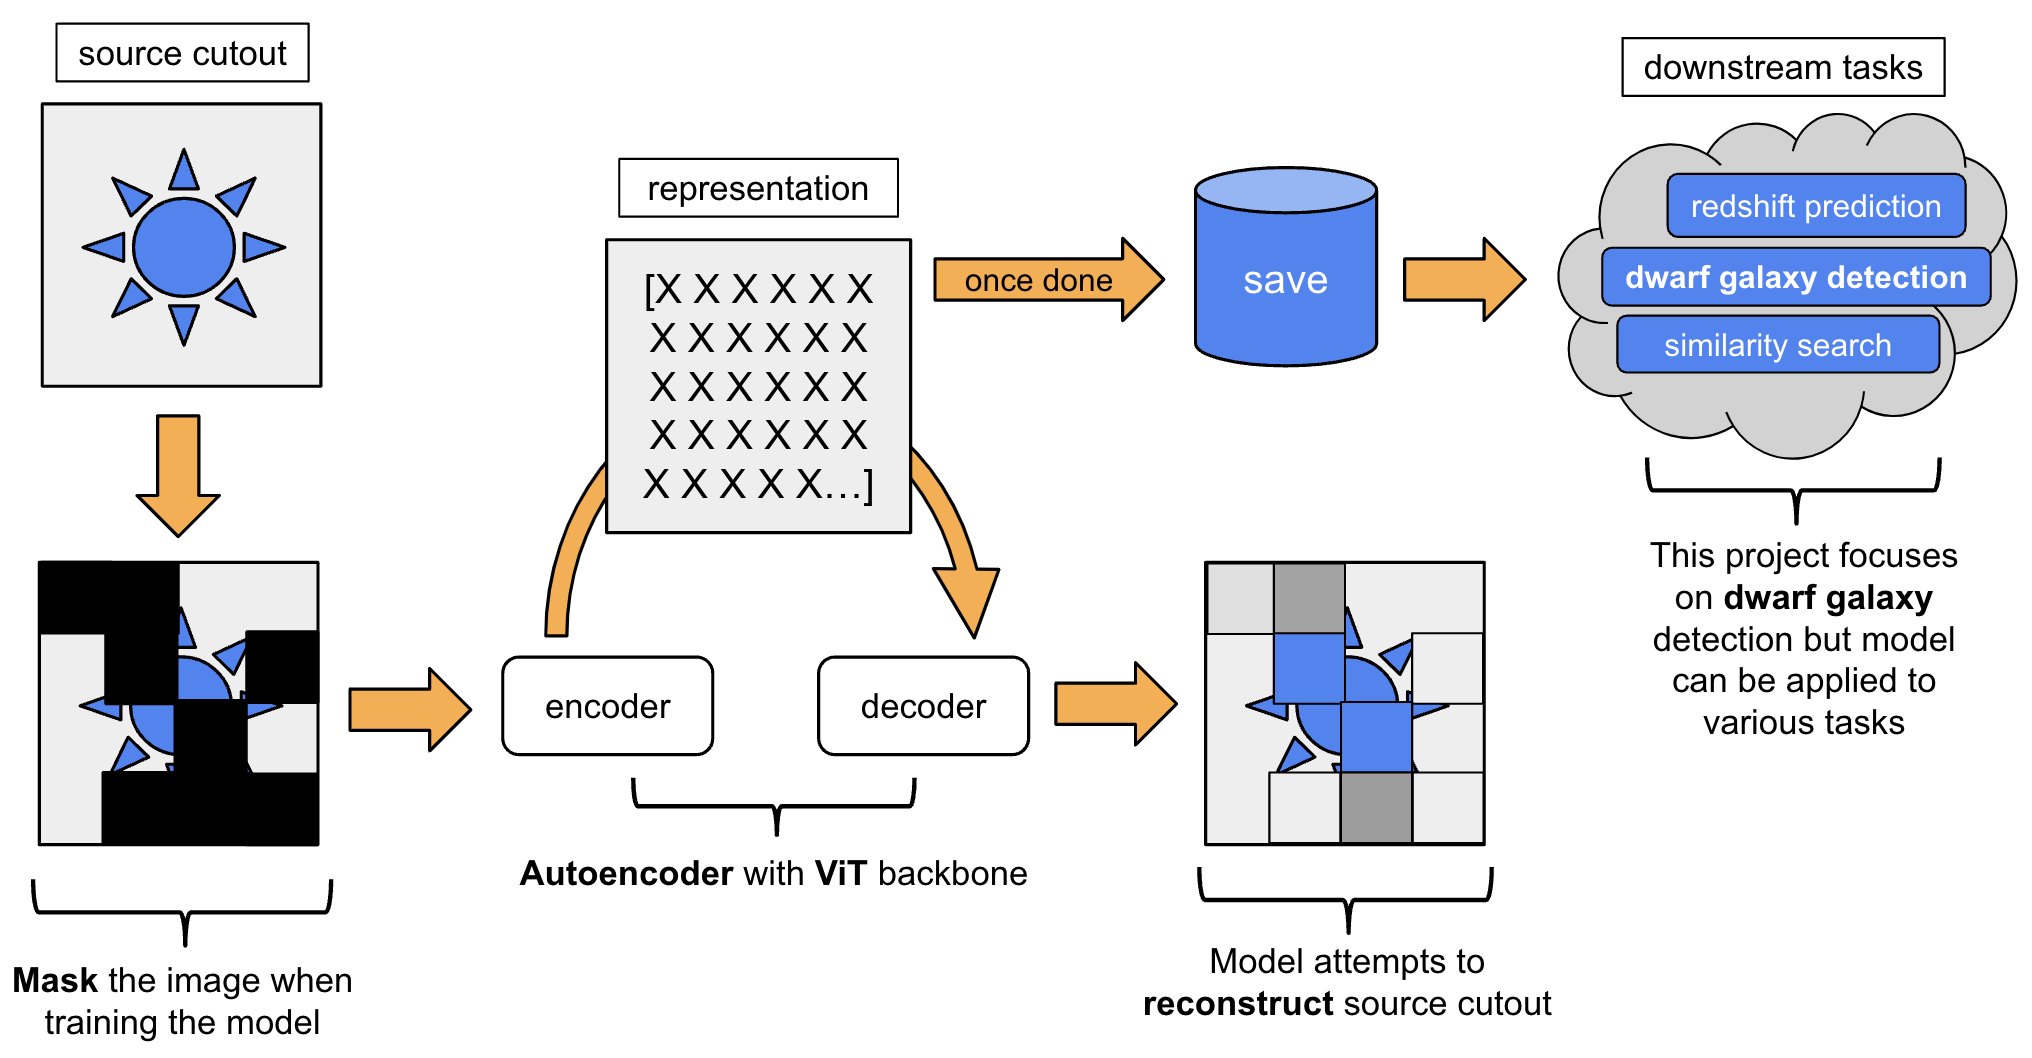 source cutout
Mask the image when
training the model
representation
[X X X X X X
X X X X X X
X X X X X X
X X X X X X
X X X X X...]
encoder
decoder
Autoencoder with ViT backbone
once done
save
Model attempts to
reconstruct source cutout
downstream tasks
redshift prediction
dwarf galaxy detection
similarity search
This project focuses
on dwarf galaxy
detection but model
can be applied to
various tasks